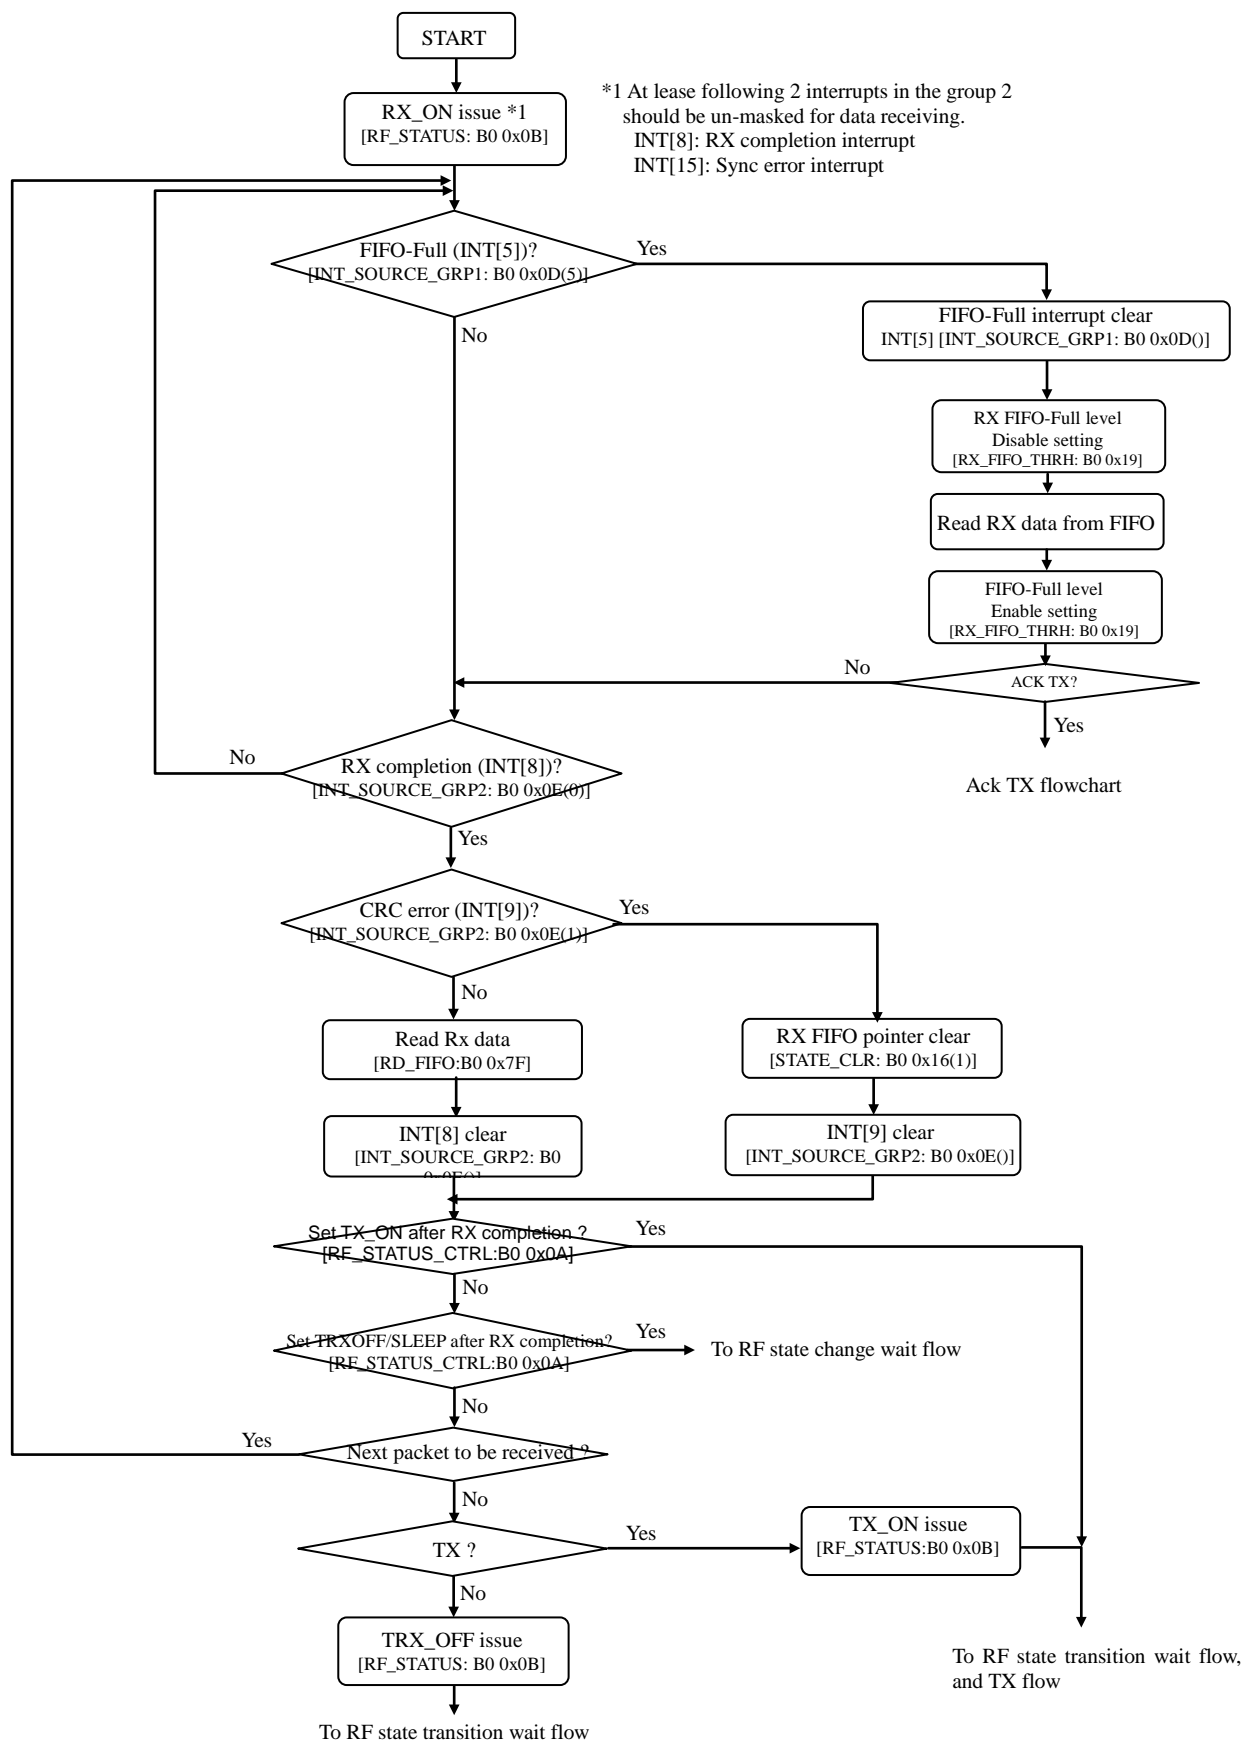 START
RX_ON issue *1
[RF_STATUS: B0 0x0B]
*1 At lease following 2 interrupts in the group 2
should be un-masked for data receiving.
INT[8]: RX completion interrupt
INT[15]: Sync error interrupt
FIFO-Full (INT[5])?
[INT_SOURCE_GRP1: B0 0x0D(5)]
Yes
No
FIFO-Full interrupt clear
INT[5] [INT_SOURCE_GRP1: B0 0x0D()]
RX FIFO-Full level
Disable setting
[RX_FIFO_THRH: B0 0x19]
Read RX data from FIFO
FIFO-Full level
Enable setting
[RX_FIFO_THRH: B0 0x19]
No
ACK TX?
Yes
Ack TX flowchart
No
RX completion (INT[8])?
[INT_SOURCE_GRP2: B0 0x0E(0)]
Yes
CRC error (INT[9])?
[INT_SOURCE_GRP2: B0 0x0E(1)]
Yes
No
Read Rx data
[RD_FIFO:B0 0x7F]
RX FIFO pointer clear
[STATE_CLR: B0 0x16(1)]
INT[8] clear
[INT_SOURCE_GRP2: B0
0x0E()]
INT[9] clear
[INT_SOURCE_GRP2: B0 0x0E()]
Set TX_ON after RX completion ?
[RF_STATUS_CTRL:B0 0x0A]
Yes
No
Set TRXOFF/SLEEP after RX completion?
[RF_STATUS_CTRL:B0 0x0A]
Yes
To RF state change wait flow
No
Yes
Next packet to be received ?
No
TX ?
Yes
TX_ON issue
[RF_STATUS:B0 0x0B]
No
TRX_OFF issue
[RF_STATUS: B0 0x0B]
To RF state transition wait flow,
and TX flow
To RF state transition wait flow